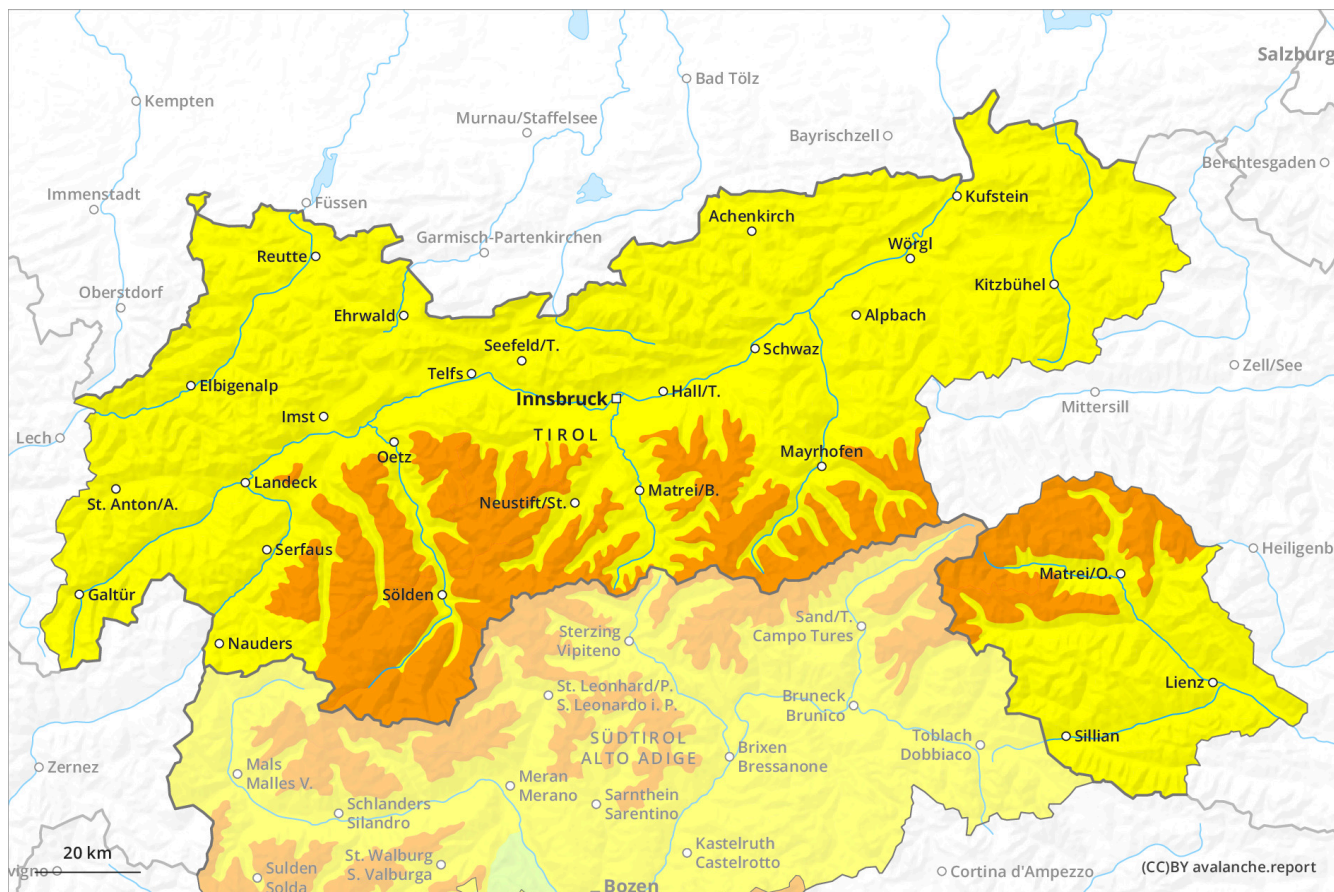 Salzburg
Kempten
Bad Tölz
Murnau/Staffelsee
Bayrischzell
Berchtesgaden
Immenstadt
Füssen
Kufstein
Achenkirch
Garmisch-Partenkirchen
Wörgl
Reutte
Kitzbühel
Oberstdorf
Ehrwald
Alpbach
Seefeld/T.
Schwaz
Telfs
Zell/See
Elbigenalp
Hall/T.
Innsbruck
Mittersill
Imst
Lech
TIROL
Oetz
Mayrhofen
Landeck
Matrei/B.
St. Anton/A.
Neustift/St.
Serfaus
Heiligenb
Matrei/O.
Galtür
Sölden
Sand/T.
Campo Tures
Sterzing
Vipiteno
Nauders
Lienz
St. Leonhard/P.
S. Leonardo i. P.
Bruneck
Brunico
Sillian
SÜDTIROL
ALTO ADIGE
Toblach
Dobbiaco
Brixen
Bressanone
Zernez
Mals
Malles V.
Meran
Merano
Sarnthein
Sarentino
Schlanders
Silandro
Kastelruth
Castelrotto
20 km
St. Walburg
S. Valburga
vigno
Sulden
Solda
Cortina d'Ampezzo
(CC)BY avalanche.report
Bozen